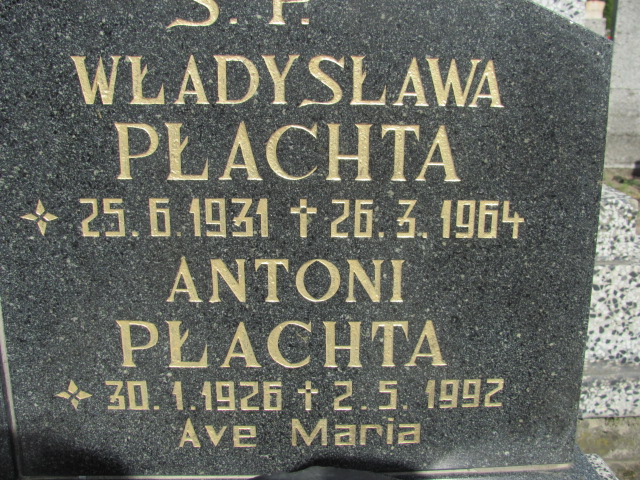 Ś. P.
WŁADYSŁAWA
PŁACHTA
25.6.1931 ✝ 26.3.1964
ANTONI
PŁACHTA
30.1.1926 ✝ 2.5.1992
Ave Maria